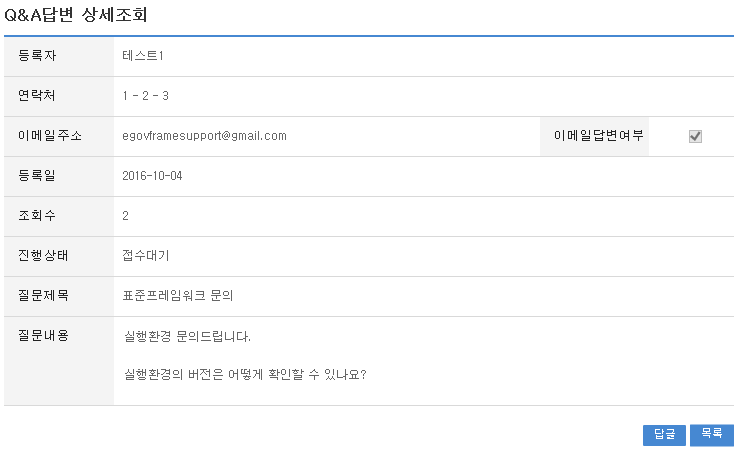 Q&A답변 상세조회
등록자 테스트1
연락처 1 - 2 - 3
이메일주소 egovframesupport@gmail.com 이메일답변여부
등록일 2016-10-04
조회수 2
진행상태 접수대기
질문제목 표준프레임워크 문의
질문내용 실행환경 문의드립니다.
실행환경의 버전은 어떻게 확인할 수 있나요?
답글 목록